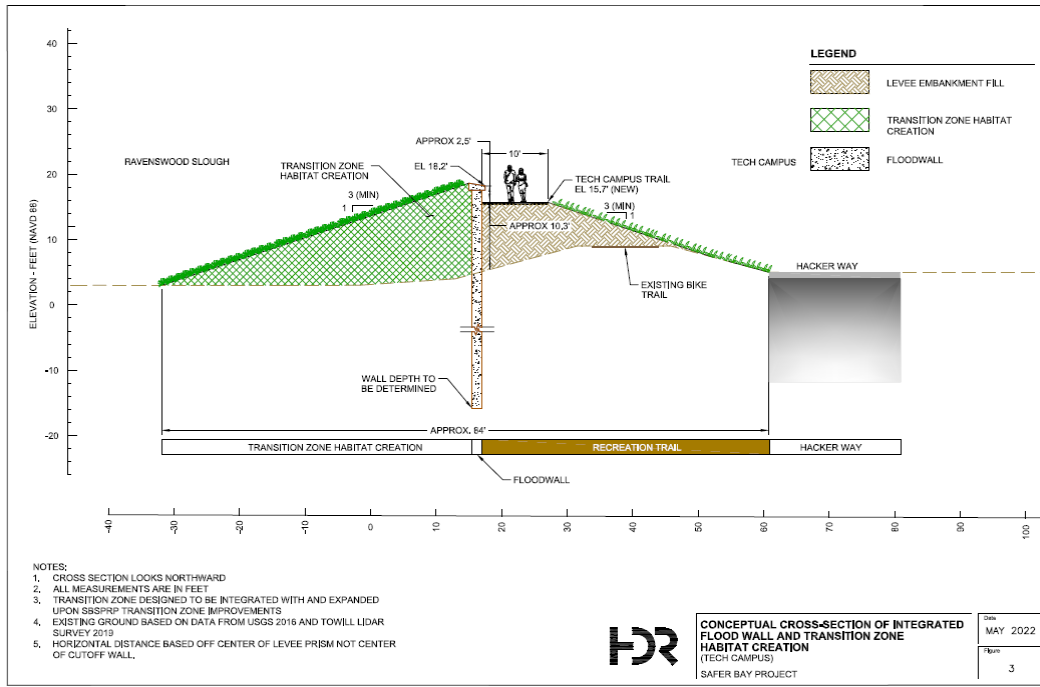 40
30
20
10
0
-10
-20
ELEVATION - FEET (NAVD 88)
LEGEND
LEVEE EMBANKMENT FILL
TRANSITION ZONE HABITAT
CREATION
FLOODWALL
RAVENSWOOD SLOUGH
TRANSITION ZONE
HABITAT CREATION
APPROX 2.5'
EL 18.2'
10'
TECH CAMPUS
TECH CAMPUS TRAIL
EL 15.7' (NEW)
3 (MIN)
1
3 (MIN)
1
APPROX 10.3'
EXISTING BIKE
TRAIL
HACKER WAY
WALL DEPTH TO
BE DETERMINED
APPROX. 84'
TRANSITION ZONE HABITAT CREATION
RECREATION TRAIL
HACKER WAY
FLOODWALL
-40
-30
-20
-10
0
10
20
30
40
50
60
70
80
90
100
NOTES:
1. CROSS SECTION LOOKS NORTHWARD
2. ALL MEASUREMENTS ARE IN FEET
3. TRANSITION ZONE DESIGNED TO BE INTEGRATED WITH AND EXPANDED
UPON SBSPRP TRANSITION ZONE IMPROVEMENTS
4. EXISTING GROUND BASED ON DATA FROM USGS 2016 AND TOWILL LIDAR
SURVEY 2019
5. HORIZONTAL DISTANCE BASED OFF CENTER OF LEVEE PRISM NOT CENTER
OF CUTOFF WALL.
HDR
CONCEPTUAL CROSS-SECTION OF INTEGRATED
FLOOD WALL AND TRANSITION ZONE
HABITAT CREATION
(TECH CAMPUS)
SAFER BAY PROJECT
Date
MAY 2022
Figure
3